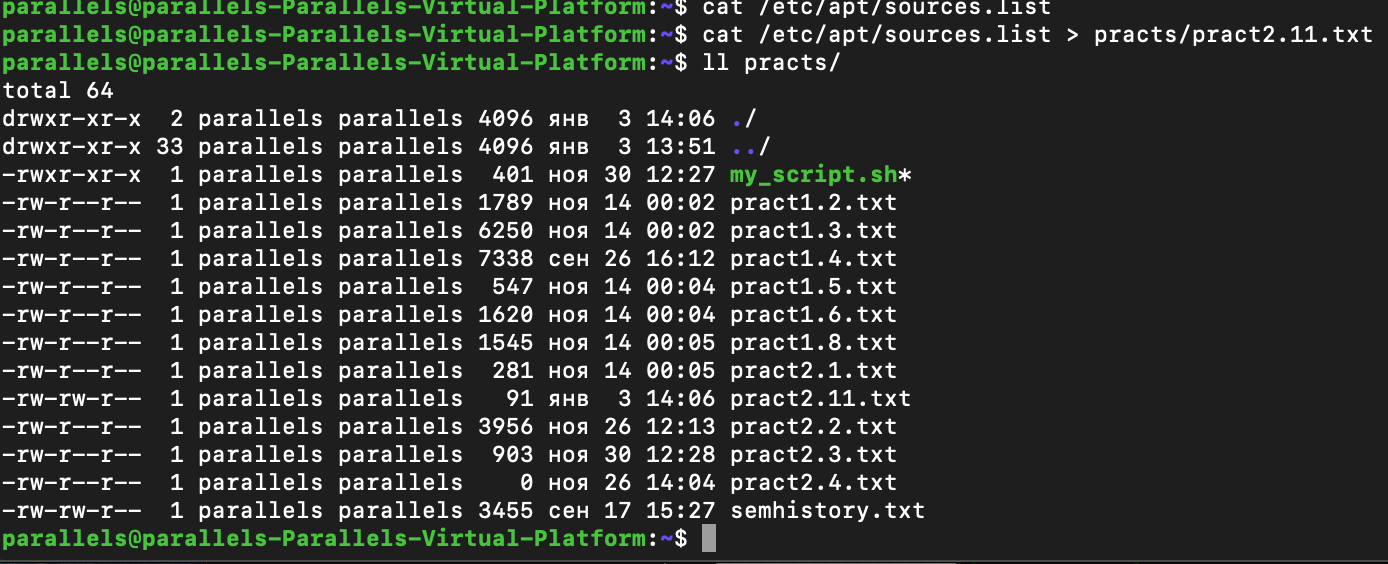 parallels@parallels-Parallels-Virtual-Platform:~$ cat /etc/apt/sources.list
parallels@parallels-Parallels-Virtual-Platform:~$ cat /etc/apt/sources.list > practs/pract2.11.txt
parallels@parallels-Parallels-Virtual-Platform:~$ ll practs/
total 64
drwxr-xr-x  2 parallels parallels 4096 янв  3 14:06 ./
drwxr-xr-x 33 parallels parallels 4096 янв  3 13:51 ../
-rwxr-xr-x  1 parallels parallels  401 ноя 30 12:27 my_script.sh*
-rw-r--r--  1 parallels parallels 1789 ноя 14 00:02 pract1.2.txt
-rw-r--r--  1 parallels parallels 6250 ноя 14 00:02 pract1.3.txt
-rw-r--r--  1 parallels parallels 7338 сен 26 16:12 pract1.4.txt
-rw-r--r--  1 parallels parallels  547 ноя 14 00:04 pract1.5.txt
-rw-r--r--  1 parallels parallels 1620 ноя 14 00:04 pract1.6.txt
-rw-r--r--  1 parallels parallels 1545 ноя 14 00:05 pract1.8.txt
-rw-r--r--  1 parallels parallels  281 ноя 14 00:05 pract2.1.txt
-rw-rw-r--  1 parallels parallels   91 янв  3 14:06 pract2.11.txt
-rw-r--r--  1 parallels parallels 3956 ноя 26 12:13 pract2.2.txt
-rw-r--r--  1 parallels parallels  903 ноя 30 12:28 pract2.3.txt
-rw-r--r--  1 parallels parallels    0 ноя 26 14:04 pract2.4.txt
-rw-rw-r--  1 parallels parallels 3455 сен 17 15:27 semhistory.txt
parallels@parallels-Parallels-Virtual-Platform:~$